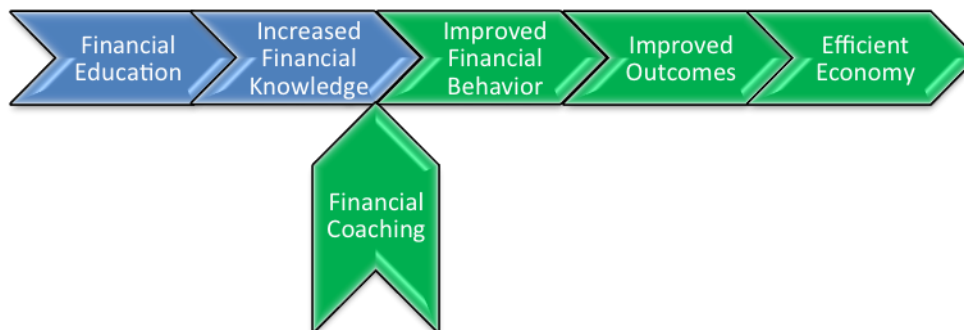 Financial
Education
Increased
Financial
Knowledge
Improved
Financial
Behavior
Improved
Outcomes
Efficient
Economy
Financial
Coaching